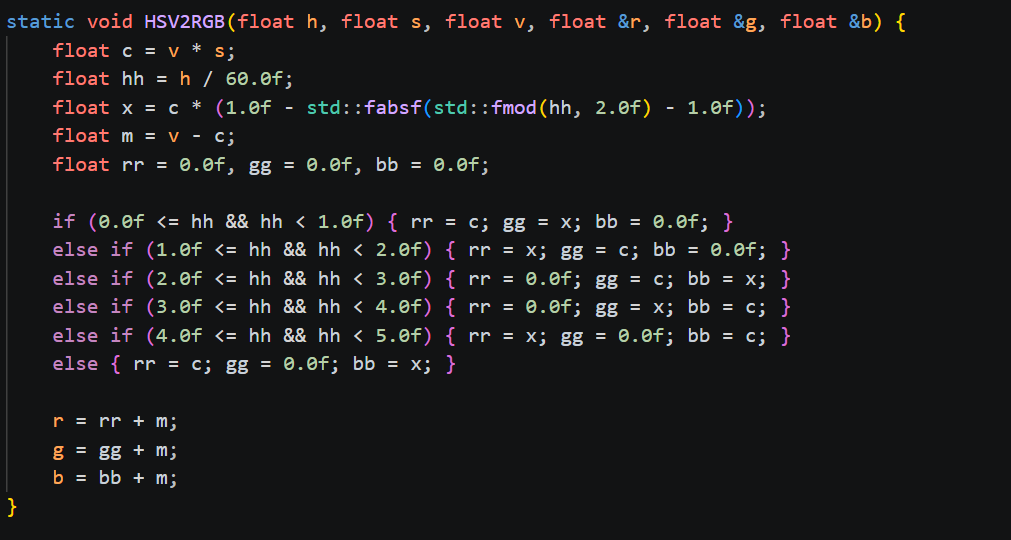 static void HSV2RGB(float h, float s, float v, float &r, float &g, float &b) {
    float c = v * s;
    float hh = h / 60.0f;
    float x = c * (1.0f - std::fabsf(std::fmod(hh, 2.0f) - 1.0f));
    float m = v - c;
    float rr = 0.0f, gg = 0.0f, bb = 0.0f;

    if (0.0f <= hh && hh < 1.0f) { rr = c; gg = x; bb = 0.0f; }
    else if (1.0f <= hh && hh < 2.0f) { rr = x; gg = c; bb = 0.0f; }
    else if (2.0f <= hh && hh < 3.0f) { rr = 0.0f; gg = c; bb = x; }
    else if (3.0f <= hh && hh < 4.0f) { rr = 0.0f; gg = x; bb = c; }
    else if (4.0f <= hh && hh < 5.0f) { rr = x; gg = 0.0f; bb = c; }
    else { rr = c; gg = 0.0f; bb = x; }

    r = rr + m;
    g = gg + m;
    b = bb + m;
}